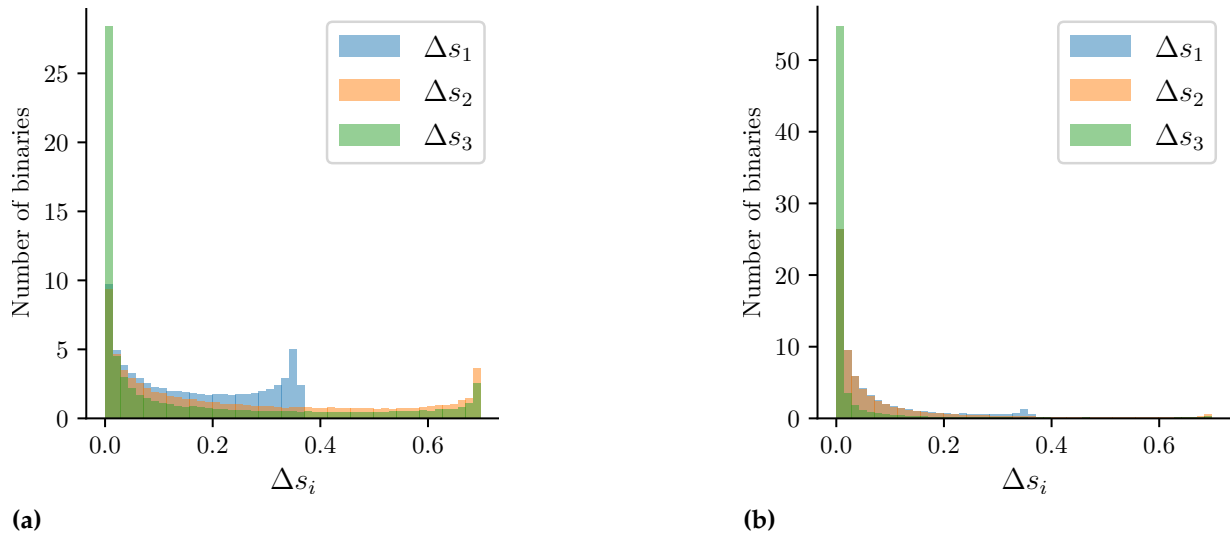 Number of binaries
25
20
15
10
5
0
0.0 0.2 0.4 0.6
Δs₁
Δs₂
Δs₃
Δsᵢ
(a)
Number of binaries
50
40
30
20
10
0
0.0 0.2 0.4 0.6
Δs₁
Δs₂
Δs₃
Δsᵢ
(b)